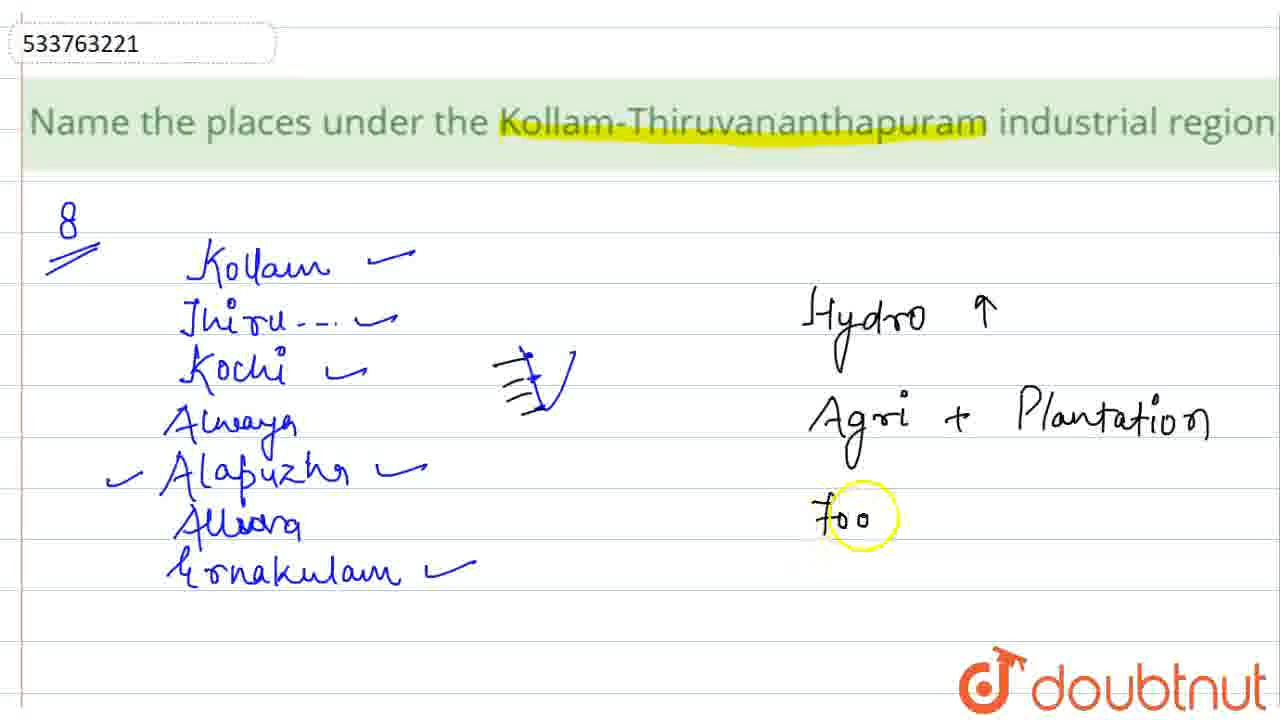 533763221
Name the places under the Kollam-Thiruvananthapuram industrial region
8
Kollam
Thiru ---.
Kochi
Alwaya
Alapuzha
Ernakulam
Hydro ↑
Agri + Plantation
Foo
doubtnut